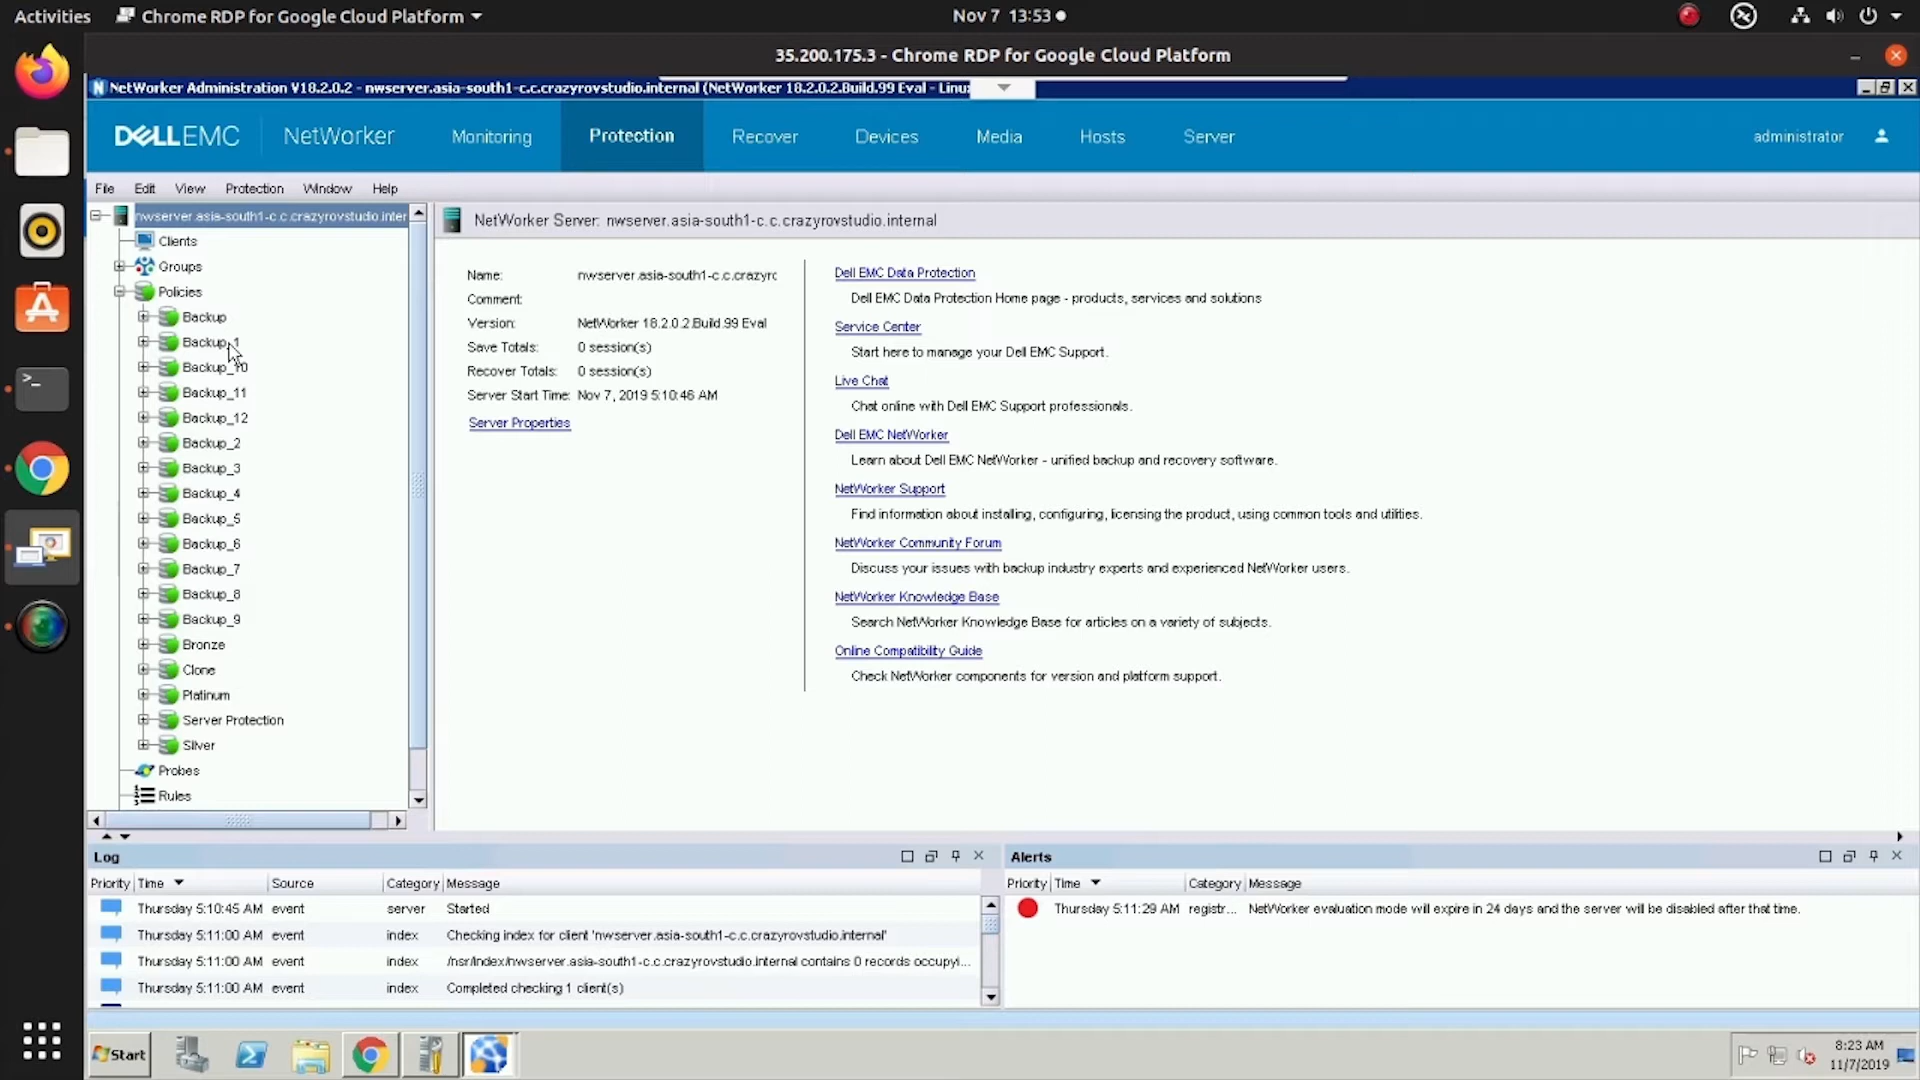 Activities
Chrome RDP for Google Cloud Platform
Nov 7 13:53
35.200.175.3 - Chrome RDP for Google Cloud Platform
NetWorker Administration V18.2.0.2 - nwserver.asia-south1-c.c.crazyrovstudio.internal (NetWorker 18.2.0.2.Build.99 Eval - Linu
DELLEMC
NetWorker
Monitoring
Protection
Recover
Devices
Media
Hosts
Server
administrator
File Edit View Protection Window Help
nwserver.asia-south1-c.c.crazyrovstudio.inter
Clients
Groups
Policies
Backup
Backup_1
Backup_10
Backup_11
Backup_12
Backup_2
Backup_3
Backup_4
Backup_5
Backup_6
Backup_7
Backup_8
Backup_9
Bronze
Clone
Platinum
Server Protection
Silver
Probes
Rules
NetWorker Server: nwserver.asia-south1-c.c.crazyrovstudio.internal
Name: nwserver.asia-south1-c.c.crazyrc
Comment:
Version: NetWorker 18.2.0.2.Build.99 Eval
Save Totals: 0 session(s)
Recover Totals: 0 session(s)
Server Start Time: Nov 7, 2019 5:10:46 AM
Server Properties
Dell EMC Data Protection
Dell EMC Data Protection Home page - products, services and solutions
Service Center
Start here to manage your Dell EMC Support.
Live Chat
Chat online with Dell EMC Support professionals.
Dell EMC NetWorker
Learn about Dell EMC NetWorker - unified backup and recovery software.
NetWorker Support
Find information about installing, configuring, licensing the product, using common tools and utilities.
NetWorker Community Forum
Discuss your issues with backup industry experts and experienced NetWorker users.
NetWorker Knowledge Base
Search NetWorker Knowledge Base for articles on a variety of subjects.
Online Compatibility Guide
Check NetWorker components for version and platform support.
Log
Priority Time Source Category Message
Thursday 5:10:45 AM event server Started
Thursday 5:11:00 AM event index Checking index for client 'nwserver.asia-south1-c.c.crazyrovstudio.internal'
Thursday 5:11:00 AM event index /nsr/index/nwserver.asia-south1-c.c.crazyrovstudio.internal contains 0 records occupyi...
Thursday 5:11:00 AM event index Completed checking 1 client(s)
Alerts
Priority Time Category Message
Thursday 5:11:29 AM registr... NetWorker evaluation mode will expire in 24 days and the server will be disabled after that time.
Start
8:23 AM
11/7/2019